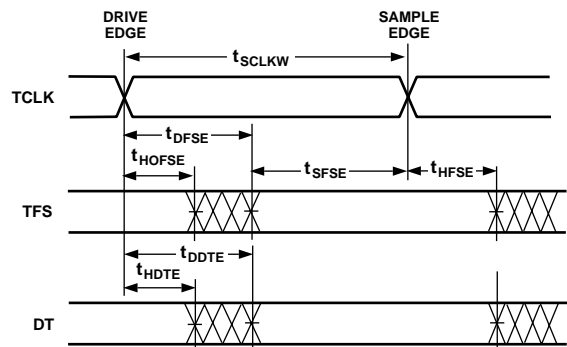 DRIVE
EDGE
SAMPLE
EDGE
tSCLKW
TCLK
tDFSE
tHOFSE
tSFSE
tHFSE
TFS
tDDTE
tHDTE
DT